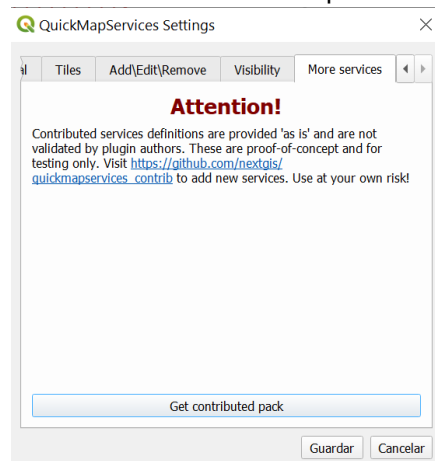 QuickMapServices Settings
Tiles
Add\Edit\Remove
Visibility
More services
Attention!
Contributed services definitions are provided 'as
is' and are not
validated by plugin authors. These are proof-of-
concept and for
testing only. Visit https://github.com/nextgis/
quickmapservices_contrib to add new services. Use at your own risk!
Get contributed pack
Guardar
Cancelar